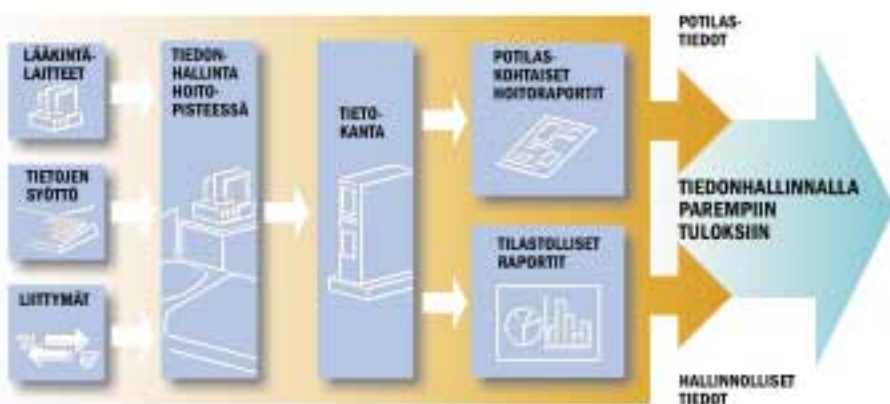 LÄÄKINTÄ-
LAITTEET
TIETOJEN
SYÖTTÖ
LIITTYMÄT
TIEDON-
HALLINTA
HOITO-
PISTEESSÄ
TIETO-
KANTA
POTILAS-
KOHTAISET
HOITORAPORTIT
TILASTOLLISET
RAPORTIT
POTILAS-
TIEDOT
TIEDONHALLINNALLA
PAREMPIIN
TULOKSIIN
HALLINNOLLISET
TIEDOT